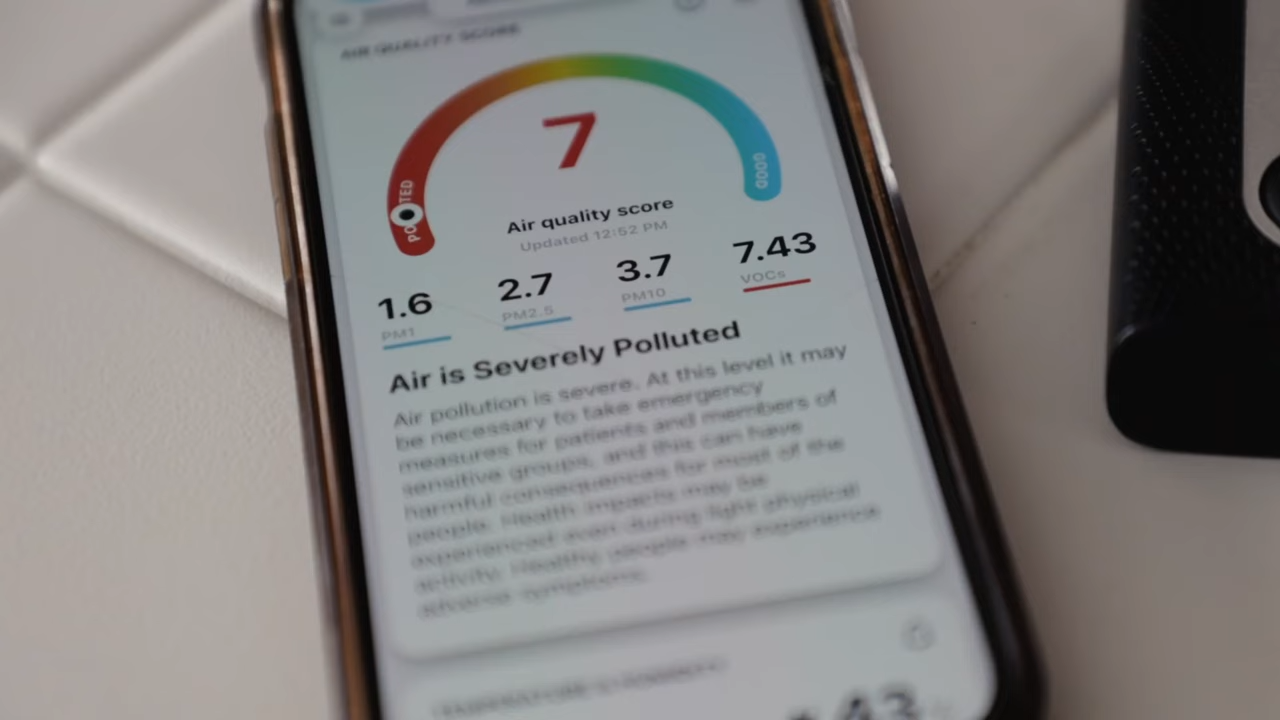 AIR QUALITY SCORE
7
POLLUTED
GOOD
Air quality score
Updated 12:52 PM
1.6
2.7
3.7
7.43
PM1
PM2.5
PM10
VOCs
Air is Severely Polluted
Air pollution is severe. At this level it may
be necessary to take emergency
measures for patients and members of
sensitive groups, and this can have
harmful consequences for most of the
people. Health impacts may be
experienced even during light physical
activity. Healthy people may experience
adverse symptoms.
43